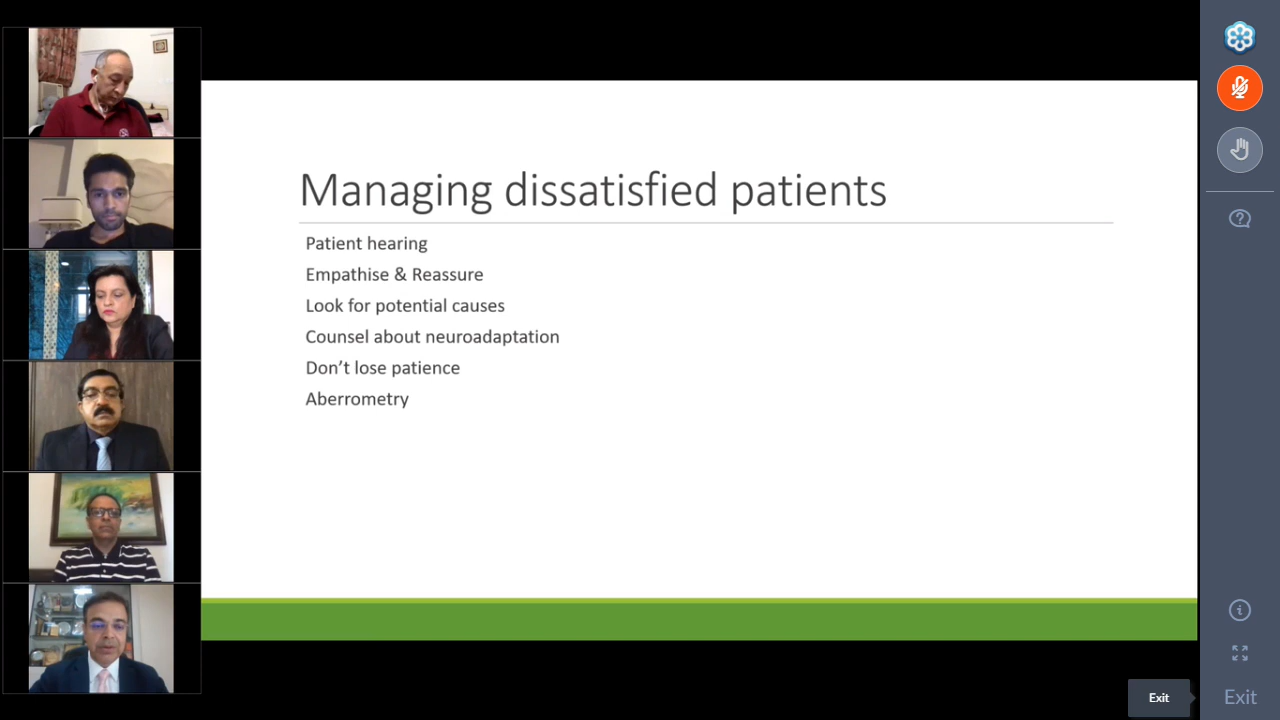 Managing dissatisfied patients
Patient hearing
Empathise & Reassure
Look for potential causes
Counsel about neuroadaptation
Don’t lose patience
Aberrometry
Exit
Exit